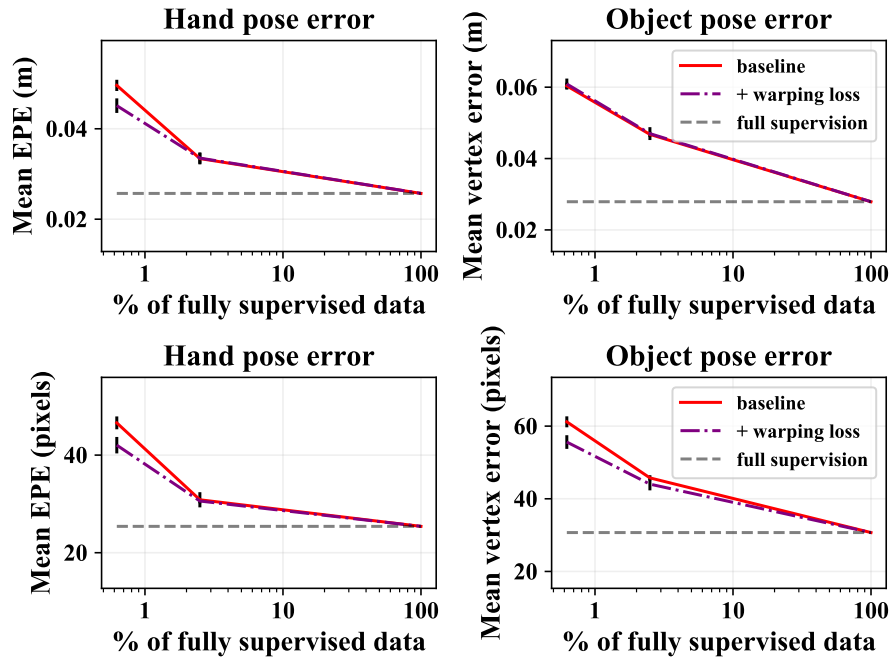 Hand pose error
Mean EPE (m)
0.04
0.02
1 10 100
% of fully supervised data
Object pose error
Mean vertex error (m)
0.06
0.04
0.02
baseline
+ warping loss
full supervision
1 10 100
% of fully supervised data
Hand pose error
Mean EPE (pixels)
40
20
1 10 100
% of fully supervised data
Object pose error
Mean vertex error (pixels)
60
40
20
baseline
+ warping loss
full supervision
1 10 100
% of fully supervised data